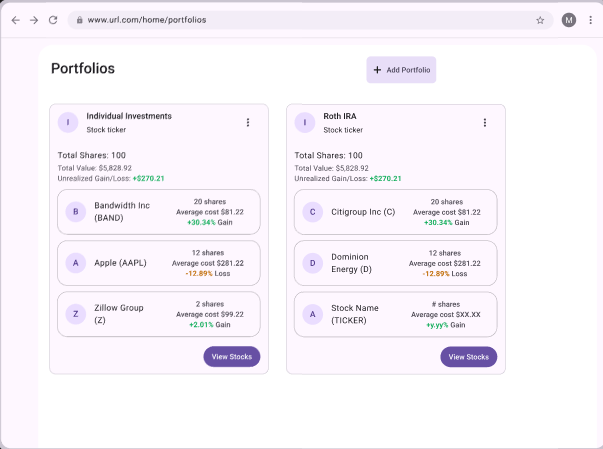 www.url.com/home/portfolios
M
Portfolios
+ Add Portfolio
I
Individual Investments
Stock ticker
Total Shares: 100
Total Value: $5,828.92
Unrealized Gain/Loss: +$270.21
B
Bandwidth Inc
(BAND)
20 shares
Average cost $81.22
+30.34% Gain
A
Apple (AAPL)
12 shares
Average cost $281.22
-12.89% Loss
Z
Zillow Group
(Z)
2 shares
Average cost $99.22
+2.01% Gain
View Stocks
I
Roth IRA
Stock ticker
Total Shares: 100
Total Value: $5,828.92
Unrealized Gain/Loss: +$270.21
C
Citigroup Inc (C)
20 shares
Average cost $81.22
+30.34% Gain
D
Dominion
Energy (D)
12 shares
Average cost $281.22
-12.89% Loss
A
Stock Name
(TICKER)
# shares
Average cost $XX.XX
+y.yy% Gain
View Stocks